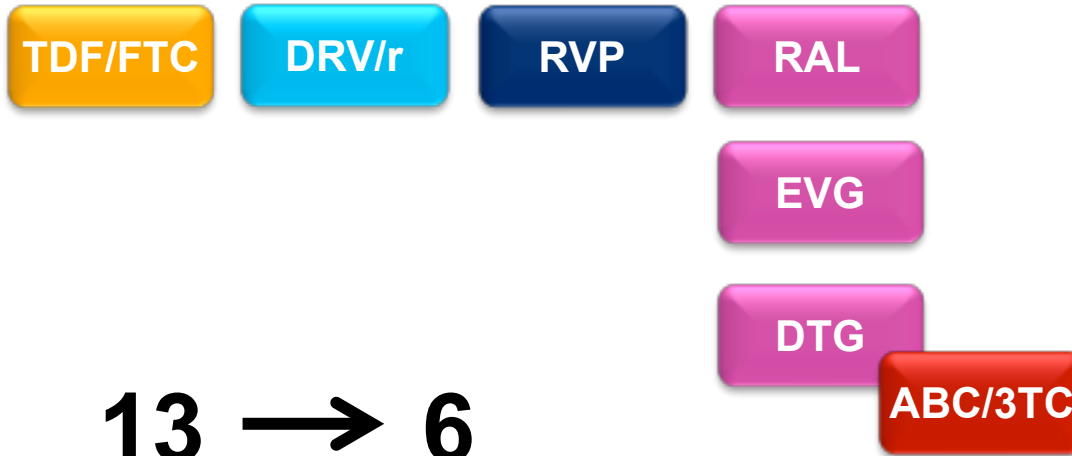 TDF/FTC DRV/r RVP RAL
EVG
DTG
ABC/3TC
13 → 6